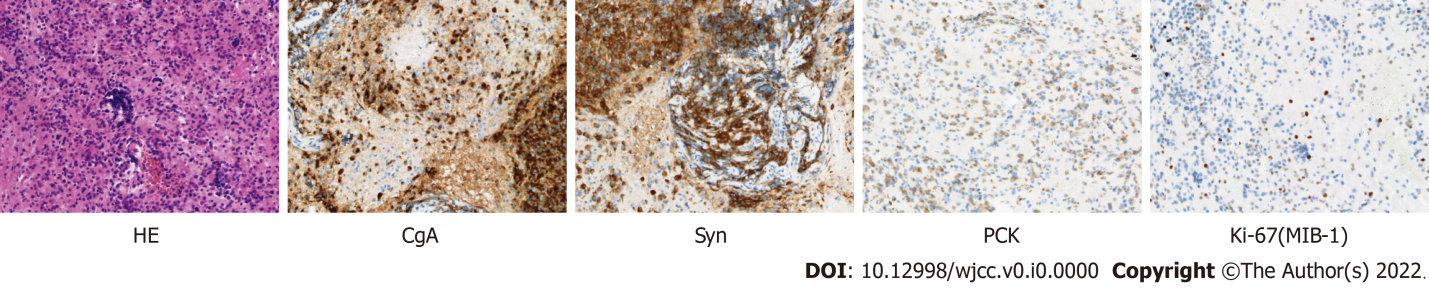 HE CgA Syn PCK Ki-67(MIB-1)
DOI: 10.12998/wjcc.v0.i0.0000 Copyright ©The Author(s) 2022.